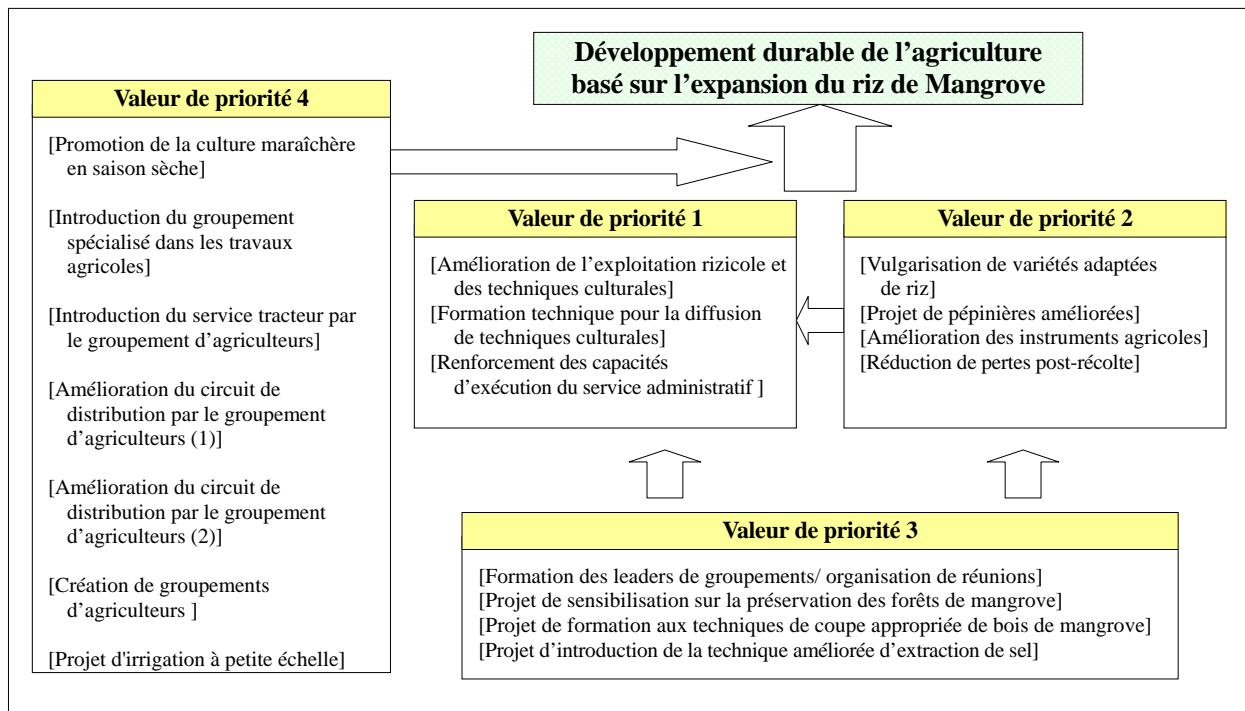 Développement durable de l’agriculture
basé sur l’expansion du riz de Mangrove
Valeur de priorité 4
[Promotion de la culture maraîchère
en saison sèche]
[Introduction du groupement
spécialisé dans les travaux
agricoles]
[Introduction du service tracteur par
le groupement d’agriculteurs]
[Amélioration du circuit de
distribution par le groupement
d’agriculteurs (1)]
[Amélioration du circuit de
distribution par le groupement
d’agriculteurs (2)]
[Création de groupements
d’agriculteurs ]
[Projet d'irrigation à petite échelle]
Valeur de priorité 1
[Amélioration de l’exploitation rizicole et
des techniques culturales]
[Formation technique pour la diffusion
de techniques culturales]
[Renforcement des capacités
d’exécution du service administratif ]
Valeur de priorité 2
[Vulgarisation de variétés adaptées
de riz]
[Projet de pépinières améliorées]
[Amélioration des instruments agricoles]
[Réduction de pertes post-récolte]
Valeur de priorité 3
[Formation des leaders de groupements/ organisation de réunions]
[Projet de sensibilisation sur la préservation des forêts de mangrove]
[Projet de formation aux techniques de coupe appropriée de bois de mangrove]
[Projet d’introduction de la technique améliorée d’extraction de sel]